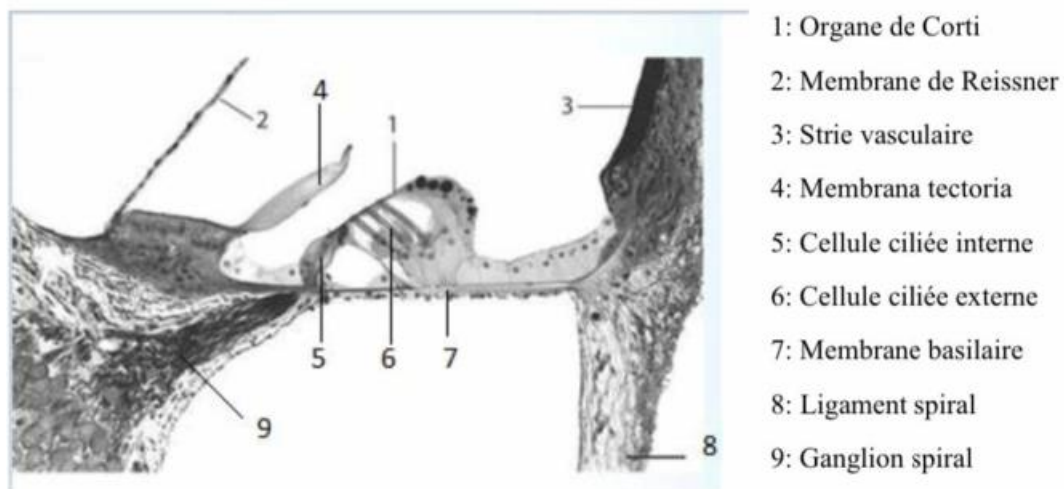 1: Organe de Corti
2: Membrane de Reissner
3: Strie vasculaire
4: Membrana tectoria
5: Cellule ciliée interne
6: Cellule ciliée externe
7: Membrane basilaire
8: Ligament spiral
9: Ganglion spiral
4
1
3
2
5
6
7
9
8